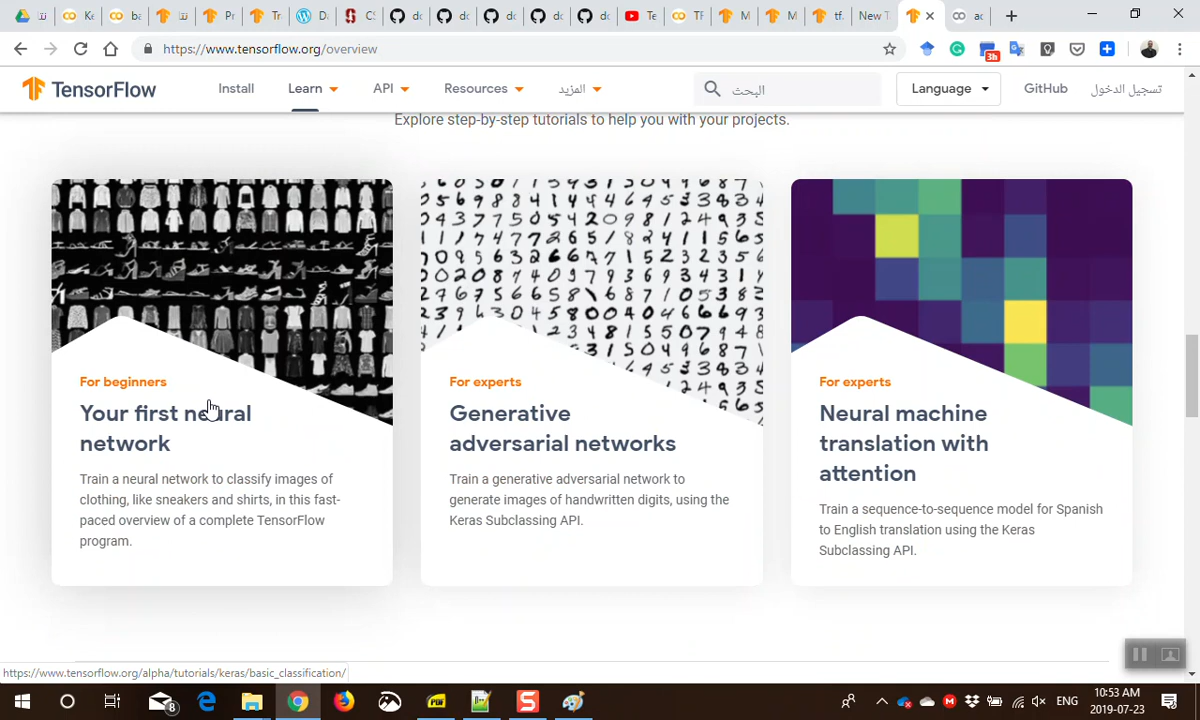 https://www.tensorflow.org/overview
3h
TensorFlow
Install
Learn
API
Resources
المزيد
البحث
Language
GitHub
تسجيل الدخول
Explore step-by-step tutorials to help you with your projects.
For beginners
Your first neural
network
Train a neural network to classify images of
clothing, like sneakers and shirts, in this fast-
paced overview of a complete TensorFlow
program.
For experts
Generative
adversarial networks
Train a generative adversarial network to
generate images of handwritten digits, using the
Keras Subclassing API.
For experts
Neural machine
translation with
attention
Train a sequence-to-sequence model for Spanish
to English translation using the Keras
Subclassing API.
https://www.tensorflow.org/alpha/tutorials/keras/basic_classification/
8
ENG
10:53 AM
2019-07-23